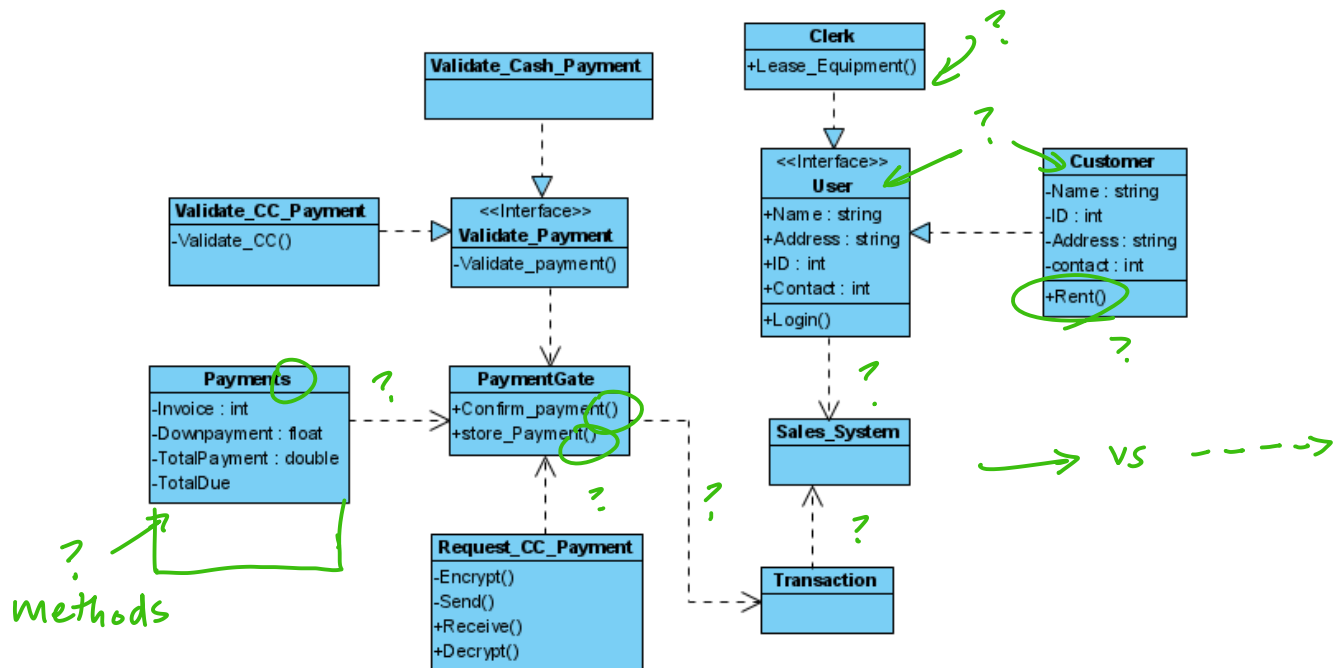 Clerk
+Lease_Equipment()
?
Validate_Cash_Payment
?
<<Interface>>
User
+Name : string
+Address : string
+ID : int
+Contact : int
+Login()
Customer
-Name : string
-ID : int
-Address : string
-contact : int
+Rent()
?
Validate_CC_Payment
-Validate_CC()
<<Interface>>
Validate_Payment
-Validate_payment()
Payments
-Invoice : int
-Downpayment : float
-TotalPayment : double
-TotalDue
?
PaymentGate
+Confirm_payment()
+store_Payment()
?
?
?
Sales_System
vs
?
?
methods
Request_CC_Payment
-Encrypt()
-Send()
+Receive()
+Decrypt()
Transaction